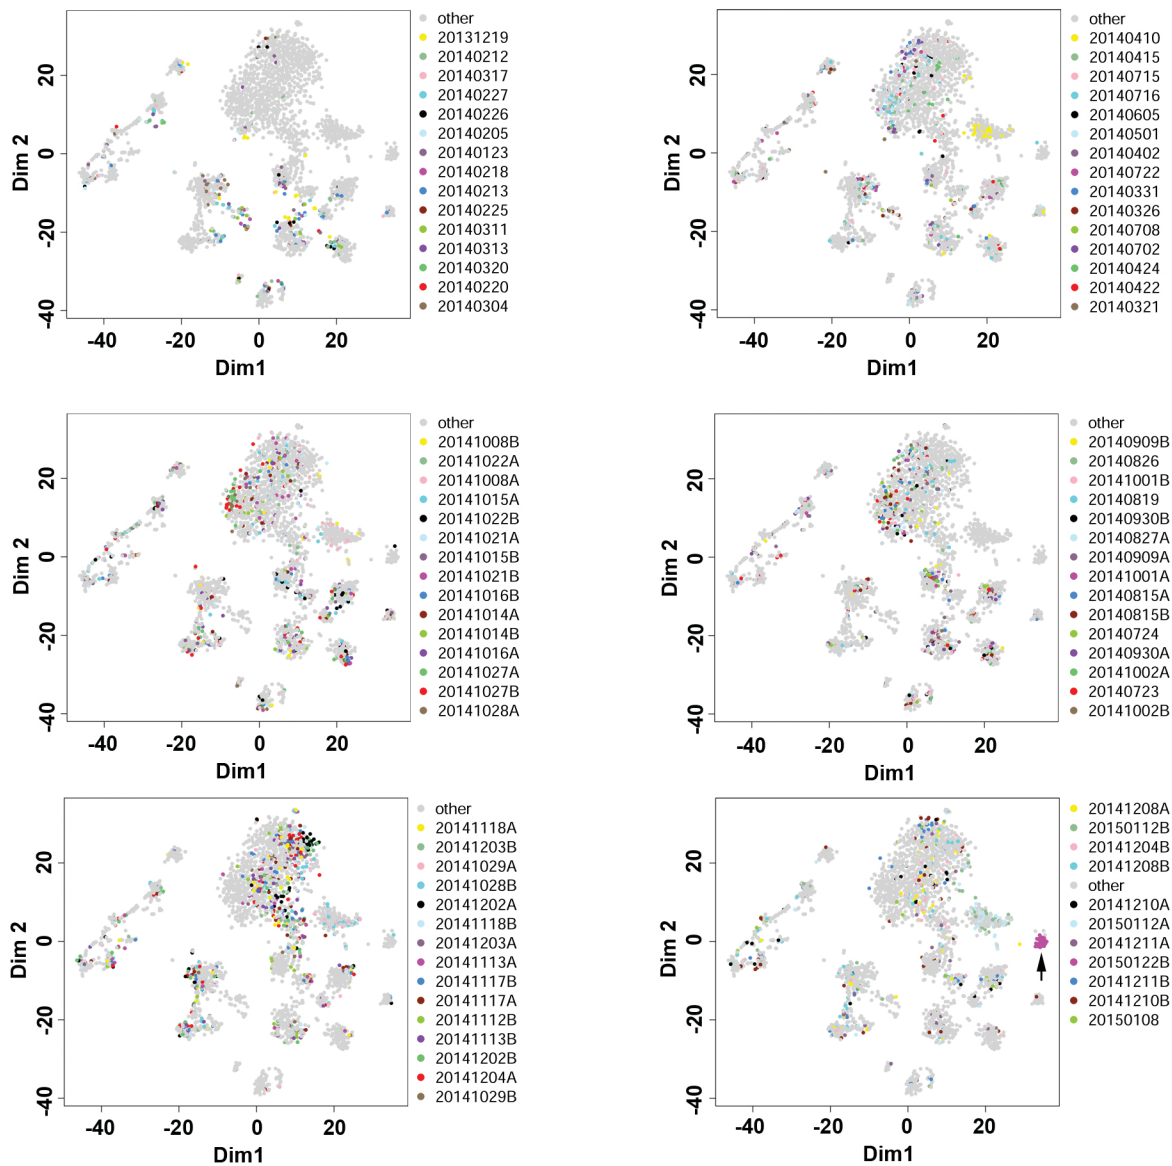 other
20131219
20140212
20140317
20140227
20140226
20140205
20140123
20140218
20140213
20140225
20140311
20140313
20140320
20140220
20140304
Dim 2
20
0
-20
-40
-40
-20
0
20
Dim1
other
20140410
20140415
20140715
20140716
20140605
20140501
20140402
20140722
20140331
20140326
20140708
20140702
20140424
20140422
20140321
Dim 2
20
0
-20
-40
-40
-20
0
20
Dim1
other
20141008B
20141022A
20141008A
20141015A
20141022B
20141021A
20141015B
20141021B
20141016B
20141014A
20141014B
20141016A
20141027A
20141027B
20141028A
Dim 2
20
0
-20
-40
-40
-20
0
20
Dim1
other
20140909B
20140826
20141001B
20140819
20140930B
20140827A
20140909A
20141001A
20140815A
20140815B
20140724
20140930A
20141002A
20140723
20141002B
Dim 2
20
0
-20
-40
-40
-20
0
20
Dim1
other
20141118A
20141203B
20141029A
20141028B
20141202A
20141118B
20141203A
20141113A
20141117B
20141117A
20141112B
20141113B
20141202B
20141204A
20141029B
Dim 2
20
0
-20
-40
-40
-20
0
20
Dim1
20141208A
20150112B
20141204B
20141208B
other
20141210A
20150112A
20141211A
20150122B
20141211B
20141210B
20150108
Dim 2
20
0
-20
-40
-40
-20
0
20
Dim1